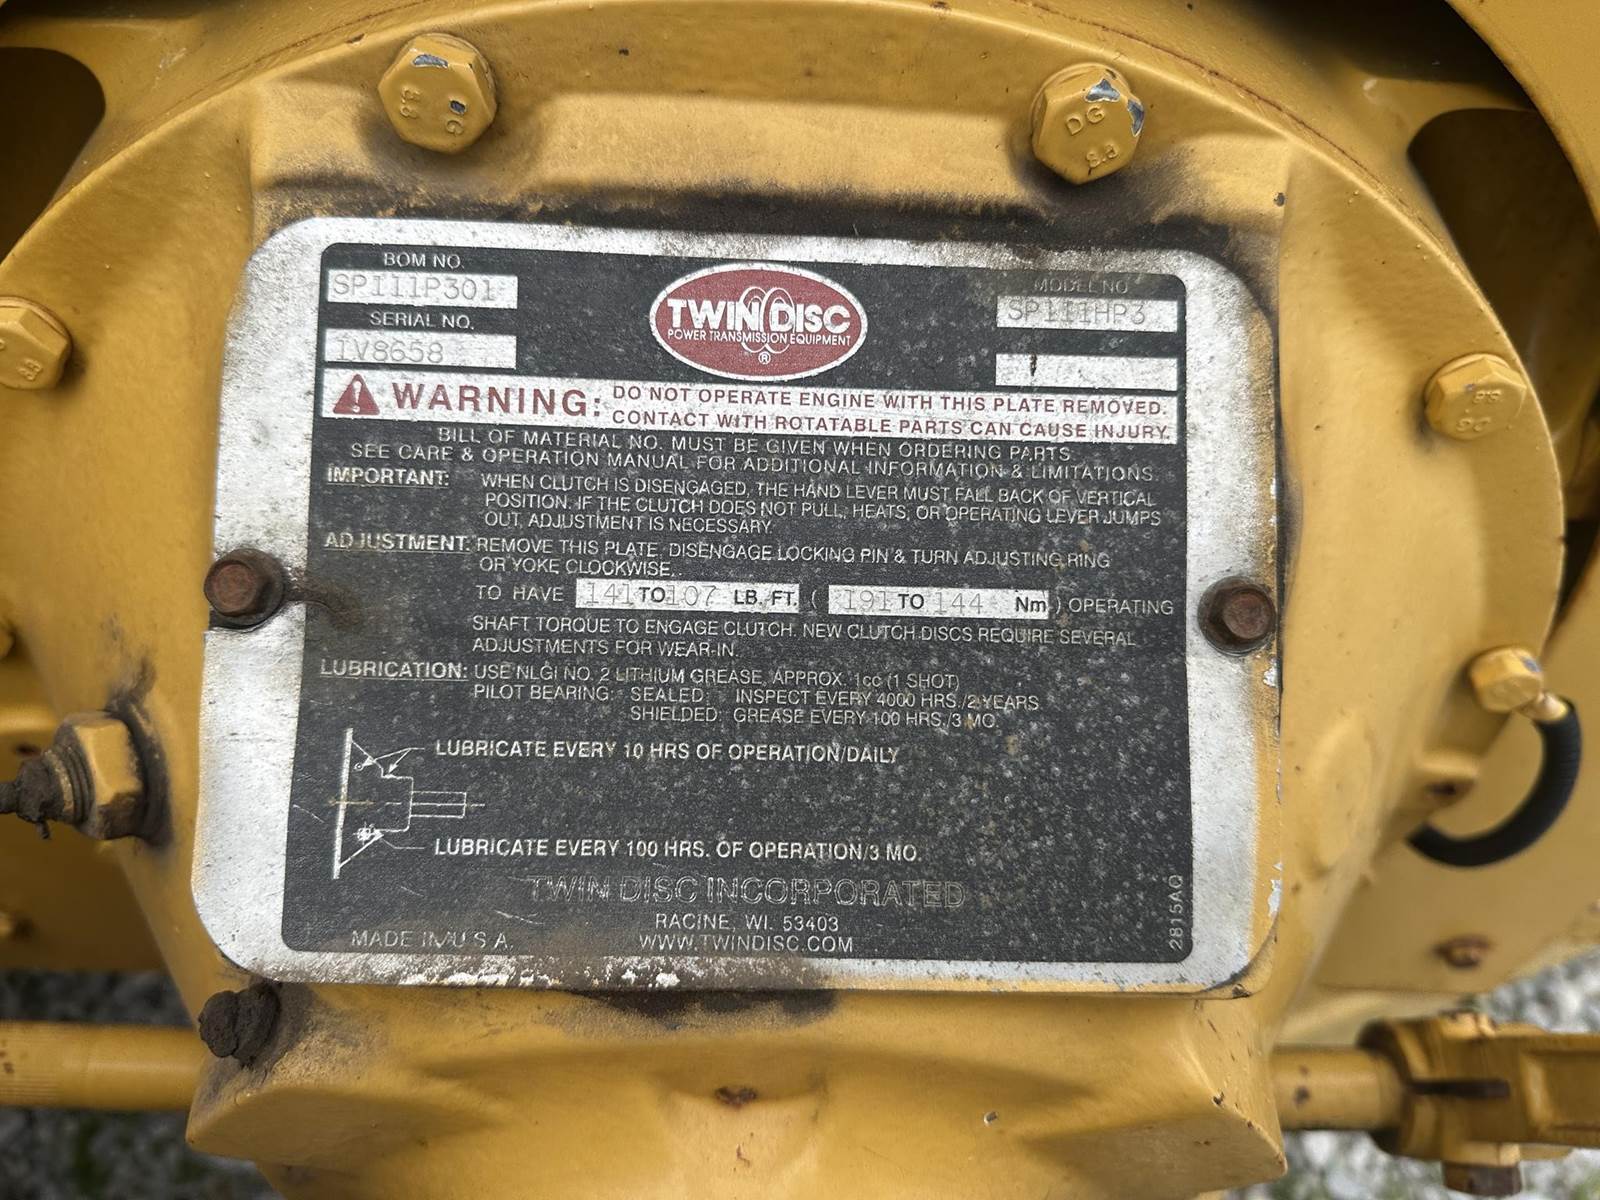 BOM NO.
SP111P301
SERIAL NO.
1V8658
TWIN DISC
POWER TRANSMISSION EQUIPMENT
®
MODEL NO
SP111HP3
WARNING: DO NOT OPERATE ENGINE WITH THIS PLATE REMOVED.
CONTACT WITH ROTATABLE PARTS CAN CAUSE INJURY.
BILL OF MATERIAL NO. MUST BE GIVEN WHEN ORDERING PARTS
SEE CARE & OPERATION MANUAL FOR ADDITIONAL INFORMATION & LIMITATIONS
IMPORTANT: WHEN CLUTCH IS DISENGAGED, THE HAND LEVER MUST FALL BACK OF VERTICAL
POSITION. IF THE CLUTCH DOES NOT PULL, HEATS, OR OPERATING LEVER JUMPS
OUT, ADJUSTMENT IS NECESSARY.
ADJUSTMENT: REMOVE THIS PLATE, DISENGAGE LOCKING PIN & TURN ADJUSTING RING
OR YOKE CLOCKWISE.
TO HAVE 141 TO 107 LB. FT. ( 191 TO 144 Nm ) OPERATING
SHAFT TORQUE TO ENGAGE CLUTCH. NEW CLUTCH DISCS REQUIRE SEVERAL
ADJUSTMENTS FOR WEAR-IN.
LUBRICATION: USE NLGI NO. 2 LITHIUM GREASE, APPROX. 1cc (1 SHOT)
PILOT BEARING: SEALED: INSPECT EVERY 4000 HRS./2 YEARS
SHIELDED: GREASE EVERY 100 HRS./3 MO.
LUBRICATE EVERY 10 HRS OF OPERATION/DAILY
LUBRICATE EVERY 100 HRS. OF OPERATION/3 MO.
TWIN DISC INCORPORATED
RACINE, WI. 53403
MADE IN U S A.
WWW.TWINDISC.COM
2815AQ
DG
8.8